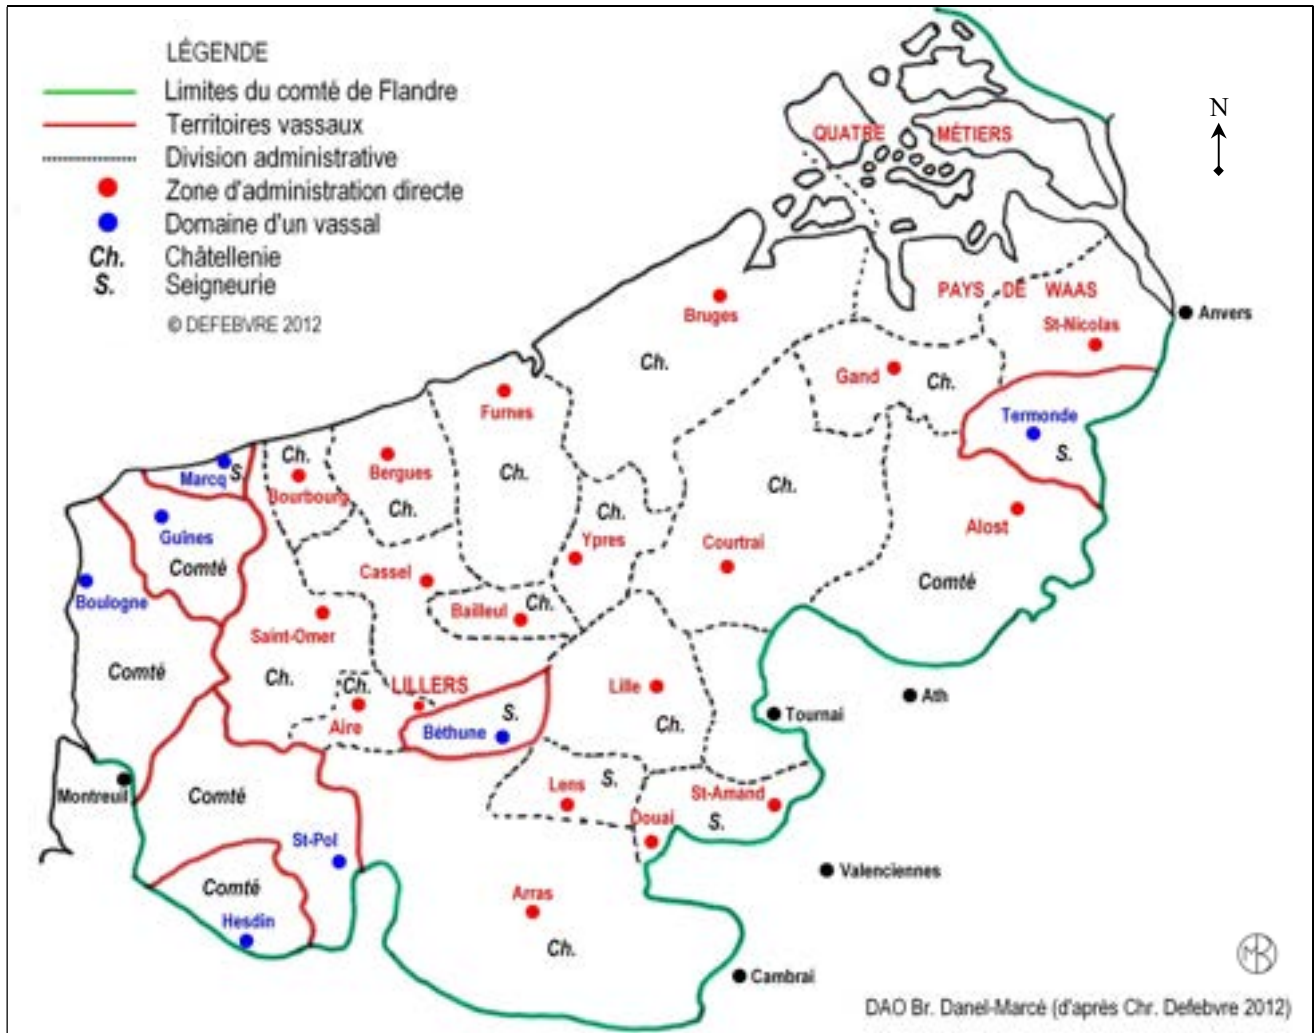 LÉGENDE
Limites du comté de Flandre
Territoires vassaux
Division administrative
Zone d'administration directe
Domaine d'un vassal
Ch. Châtellenie
S. Seigneurie
© DEFEBVRE 2012
N
QUATRE MÉTIERS
PAYS DE WAAS
St-Nicolas
Anvers
Bruges
Ch.
Gand
Ch.
Termonde
S.
Furnes
Ch.
Marcq
S.
Ch.
Bourbourg
Bergues
Ch.
Guînes
Comté
Ch.
Ypres
Ch.
Courtrai
Alost
Comté
Boulogne
Comté
Cassel
Bailleul
Ch.
Saint-Omer
Ch.
Ch.
Aire
LILLERS
S.
Béthune
Lille
Ch.
Tournai
Ath
Montreuil
Comté
St-Pol
Comté
Hesdin
Lens
S.
Douai
St-Amand
S.
Valenciennes
Arras
Ch.
Cambrai
DAO Br. Danel-Marcé (d'après Chr. Defebvre 2012)